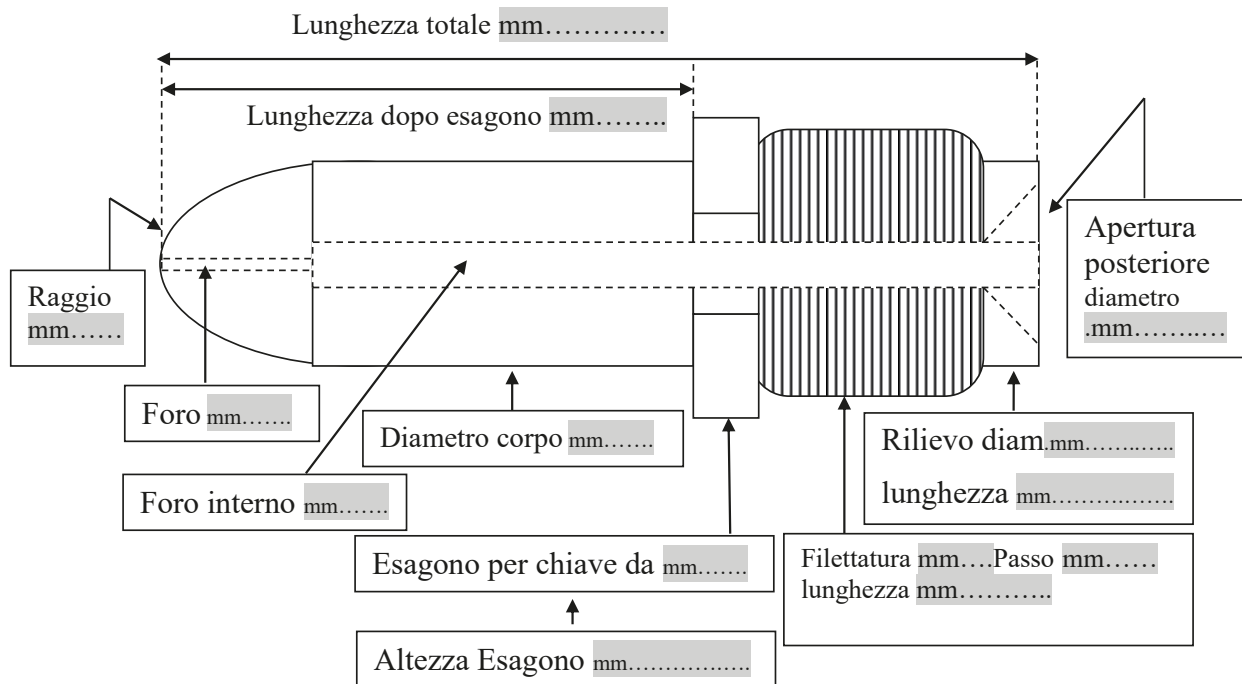 Lunghezza totale mm……….…
Lunghezza dopo esagono mm……..
Apertura
posteriore
diametro
.mm……..…
Raggio
mm……
Foro mm…….
Diametro corpo mm…….
Rilievo diam.mm……..…..
lunghezza mm……………….
Foro interno mm…….
Esagono per chiave da mm…….
Filettatura mm….Passo mm……
lunghezza mm………..
Altezza Esagono mm………………